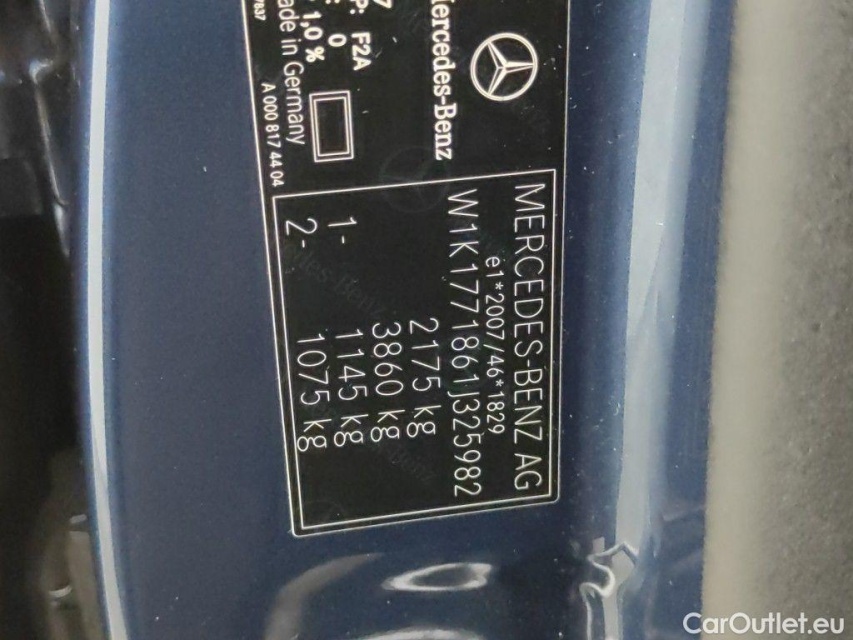 Mercedes-Benz
P: F2A
0
1,0 %
Made in Germany
A 000 817 44 04
MERCEDES-BENZ AG
e1*2007/46*1829
W1K1771861J325982
2175 kg
3860 kg
1- 1145 kg
2- 1075 kg
CarOutlet.eu